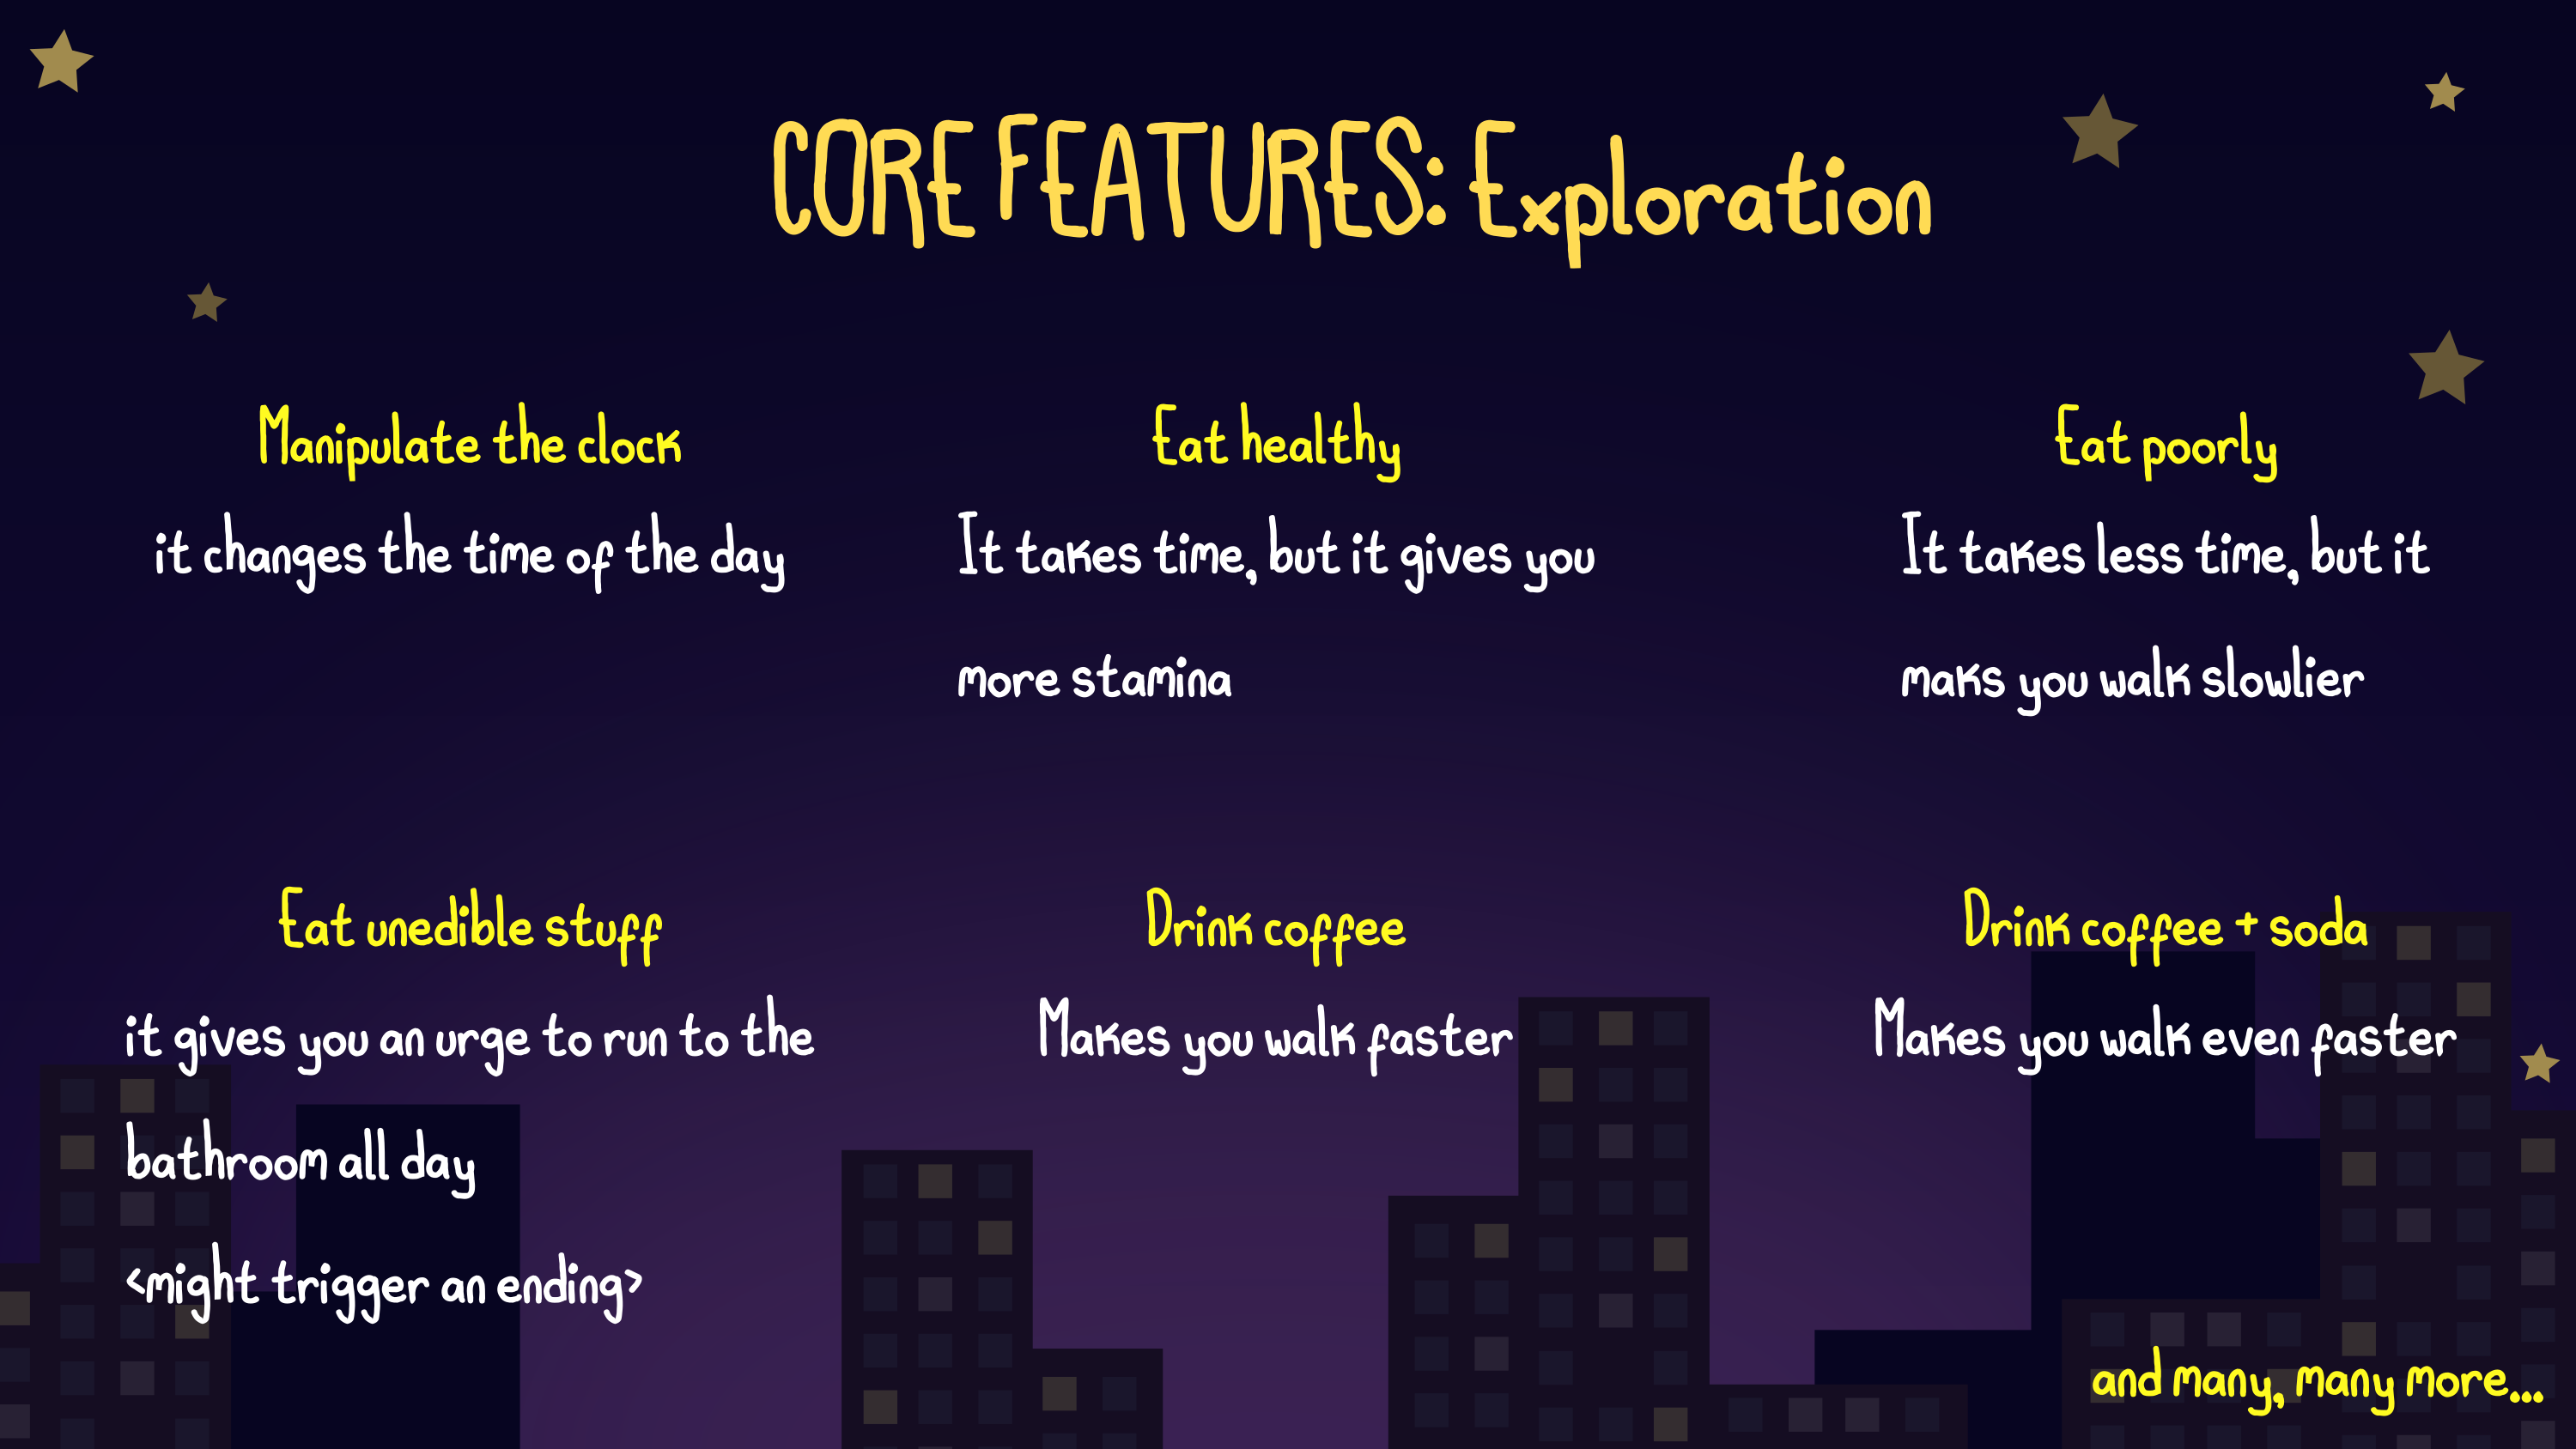 CORE FEATURES: Exploration
Manipulate the clock
it changes the time of the day
Eat healthy
It takes time, but it gives you
more stamina
Eat poorly
It takes less time, but it
maks you walk slowlier
Eat unedible stuff
it gives you an urge to run to the
bathroom all day
<might trigger an ending>
Drink coffee
Makes you walk faster
Drink coffee + soda
Makes you walk even faster
and many, many more...